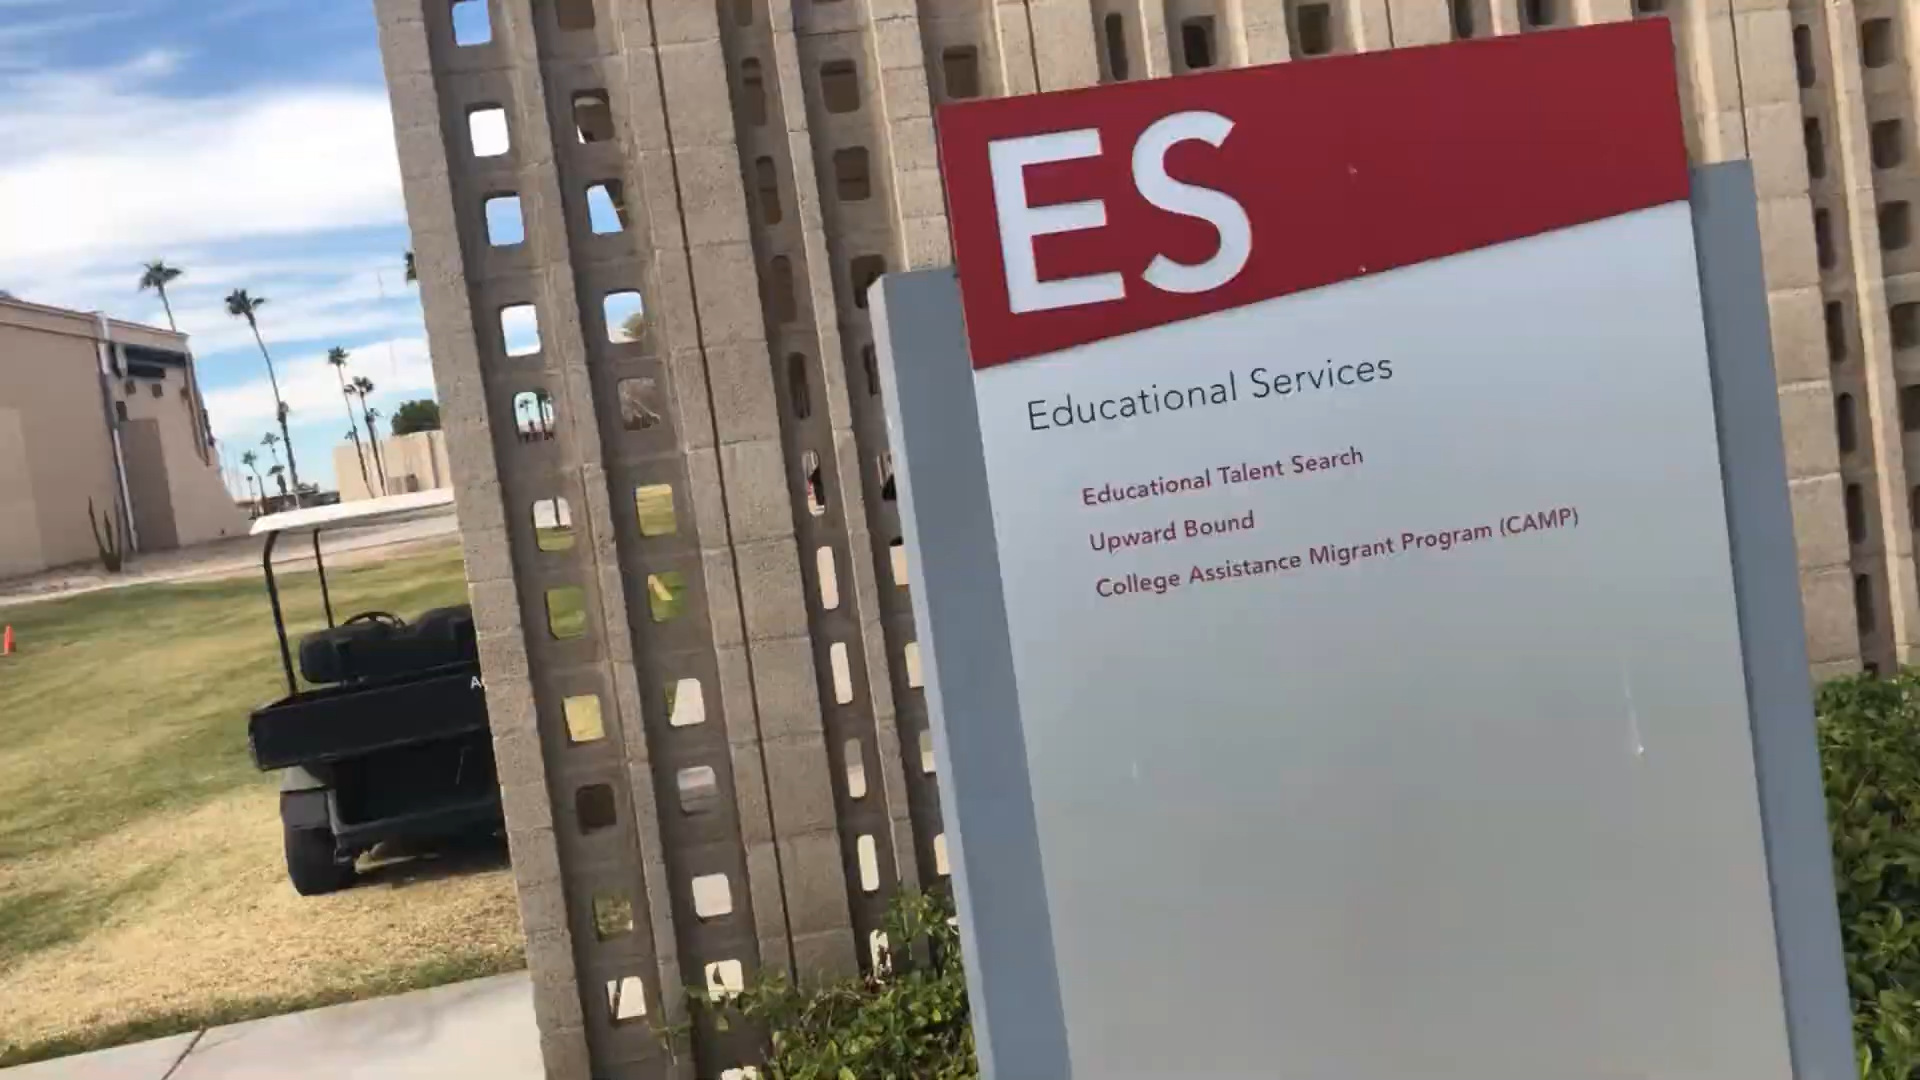 ES
Educational Services
Educational Talent Search
Upward Bound
College Assistance Migrant Program (CAMP)